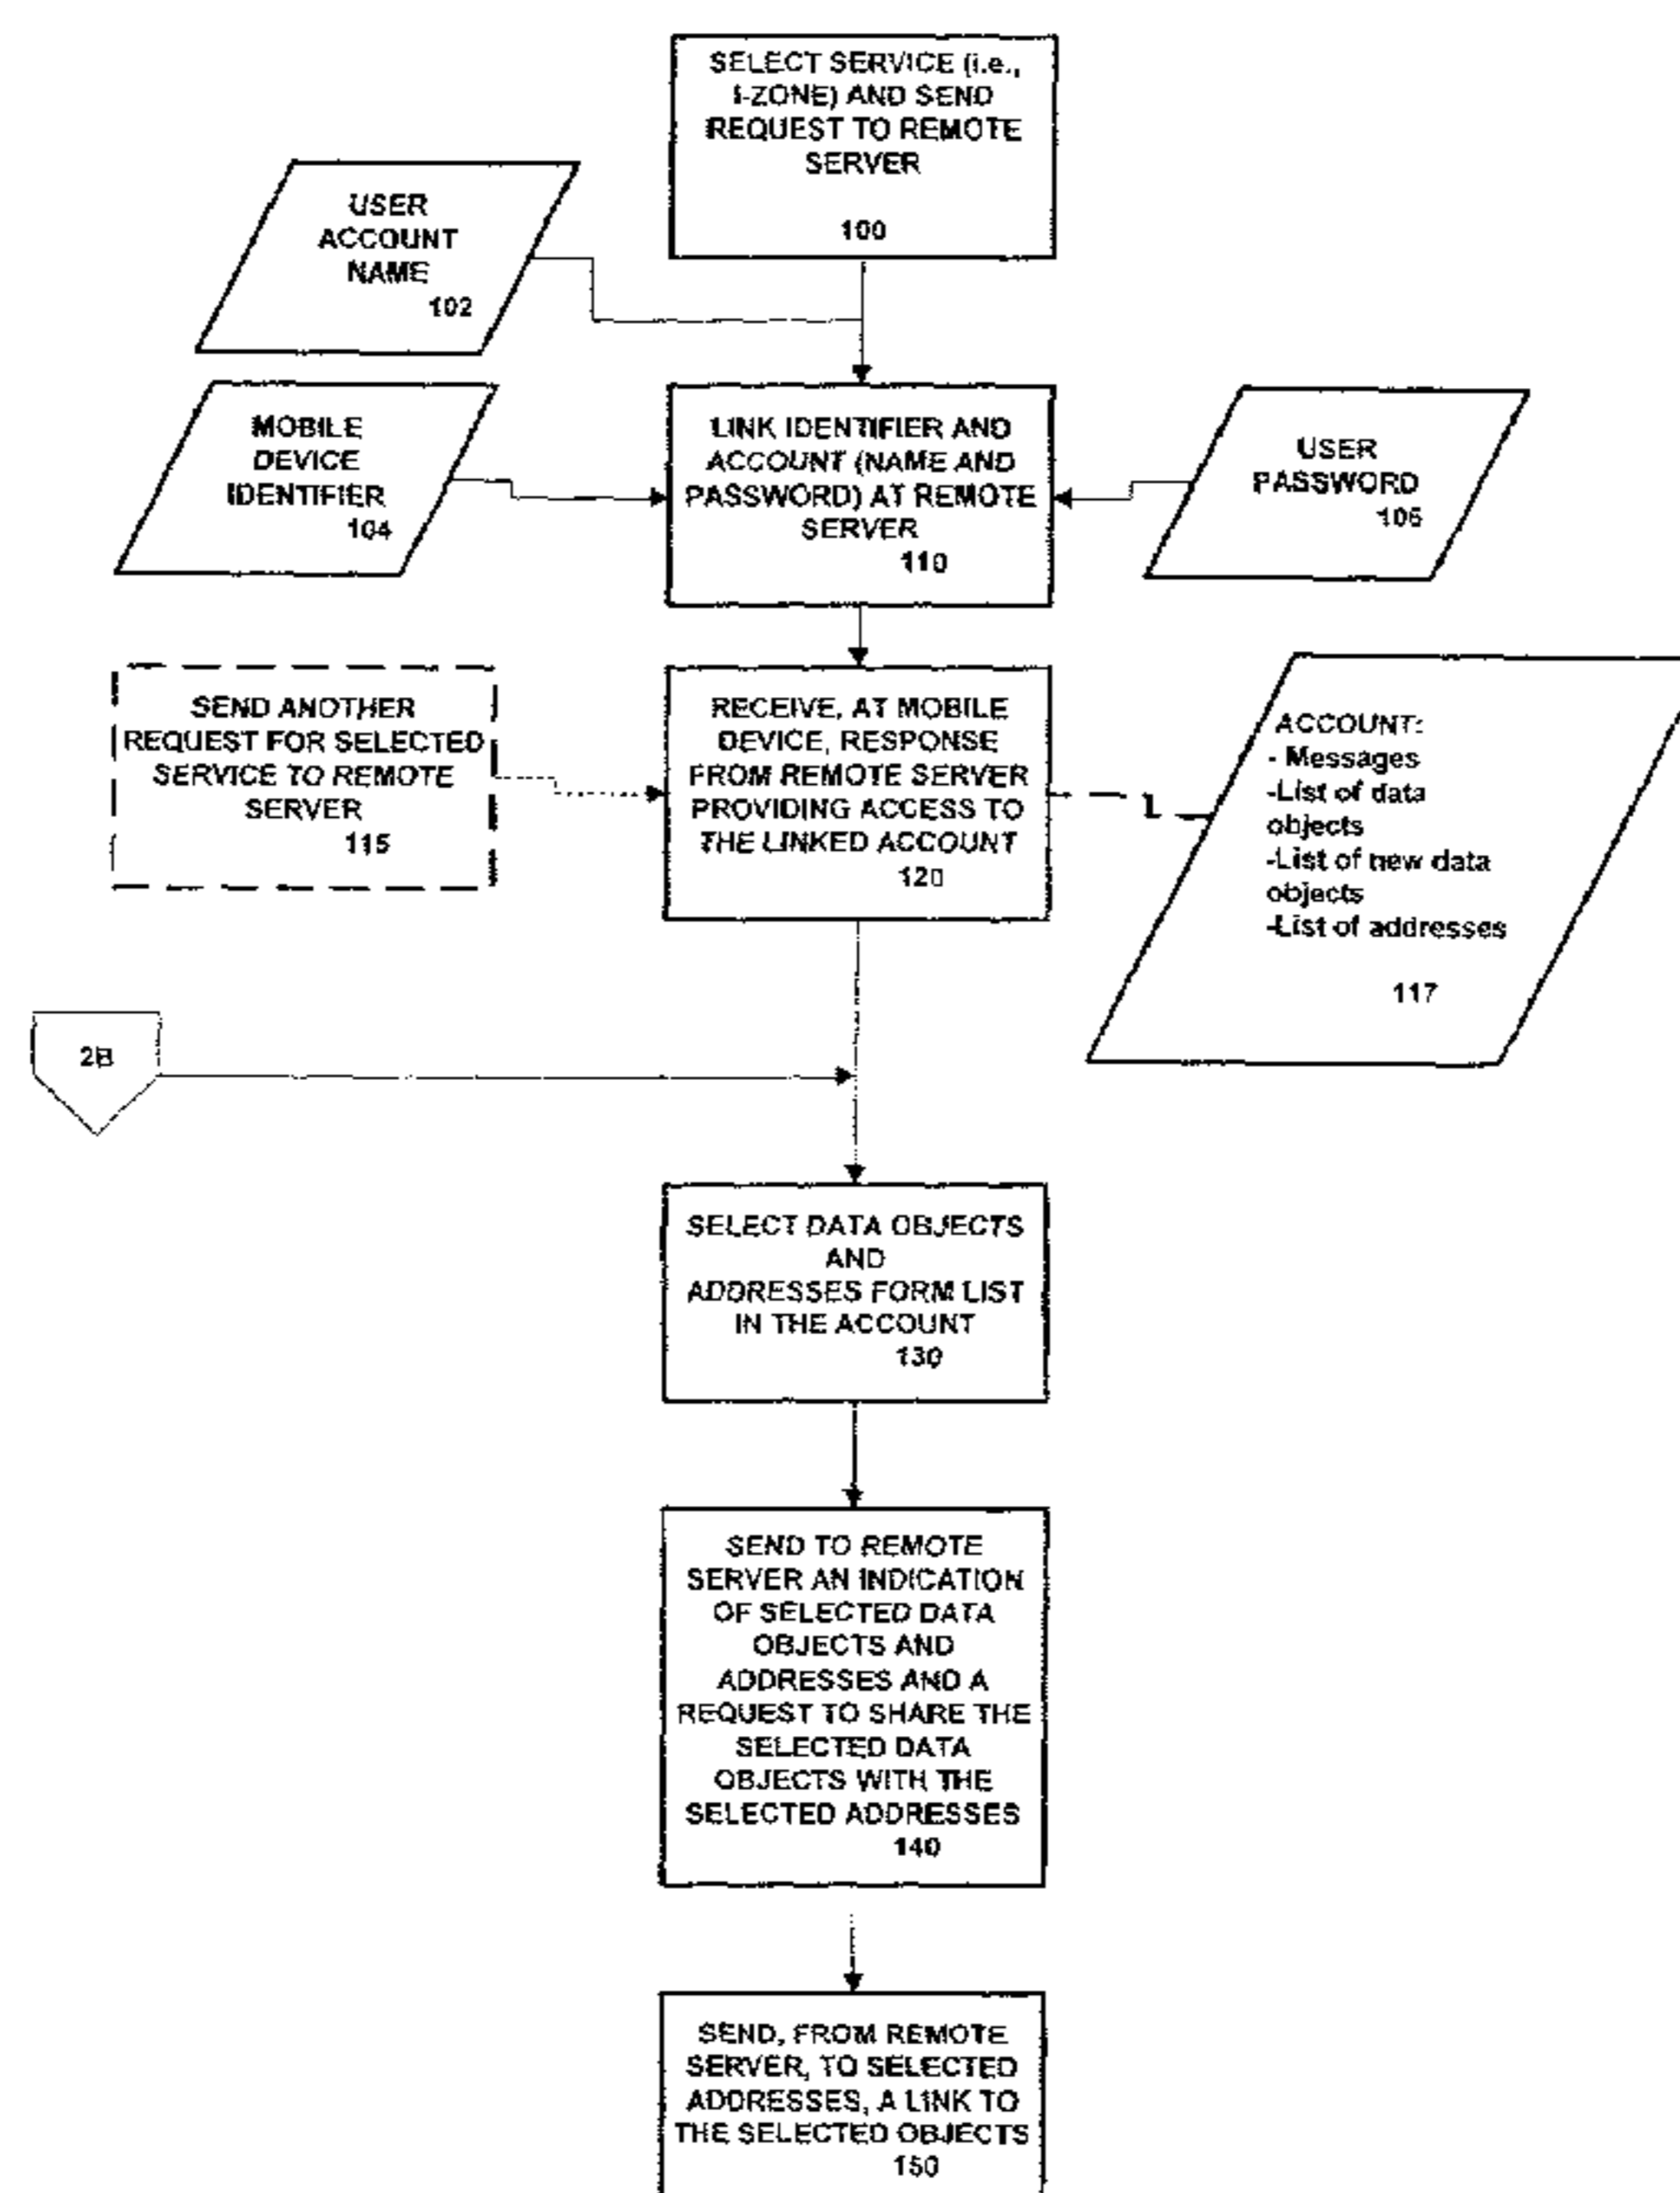 SELECT SERVICE (i.e.,
I-ZONE) AND SEND
REQUEST TO REMOTE
SERVER
100
USER
ACCOUNT
NAME
102
MOBILE
DEVICE
IDENTIFIER
104
LINK IDENTIFIER AND
ACCOUNT (NAME AND
PASSWORD) AT REMOTE
SERVER
110
USER
PASSWORD
106
SEND ANOTHER
REQUEST FOR SELECTED
SERVICE TO REMOTE
SERVER
115
RECEIVE, AT MOBILE
DEVICE, RESPONSE
FROM REMOTE SERVER
PROVIDING ACCESS TO
THE LINKED ACCOUNT
120
ACCOUNT:
- Messages
-List of data
objects
-List of new data
objects
-List of addresses
117
2B
SELECT DATA OBJECTS
AND
ADDRESSES FORM LIST
IN THE ACCOUNT
130
SEND TO REMOTE
SERVER AN INDICATION
OF SELECTED DATA
OBJECTS AND
ADDRESSES AND A
REQUEST TO SHARE THE
SELECTED DATA
OBJECTS WITH THE
SELECTED ADDRESSES
140
SEND, FROM REMOTE
SERVER, TO SELECTED
ADDRESSES, A LINK TO
THE SELECTED OBJECTS
150